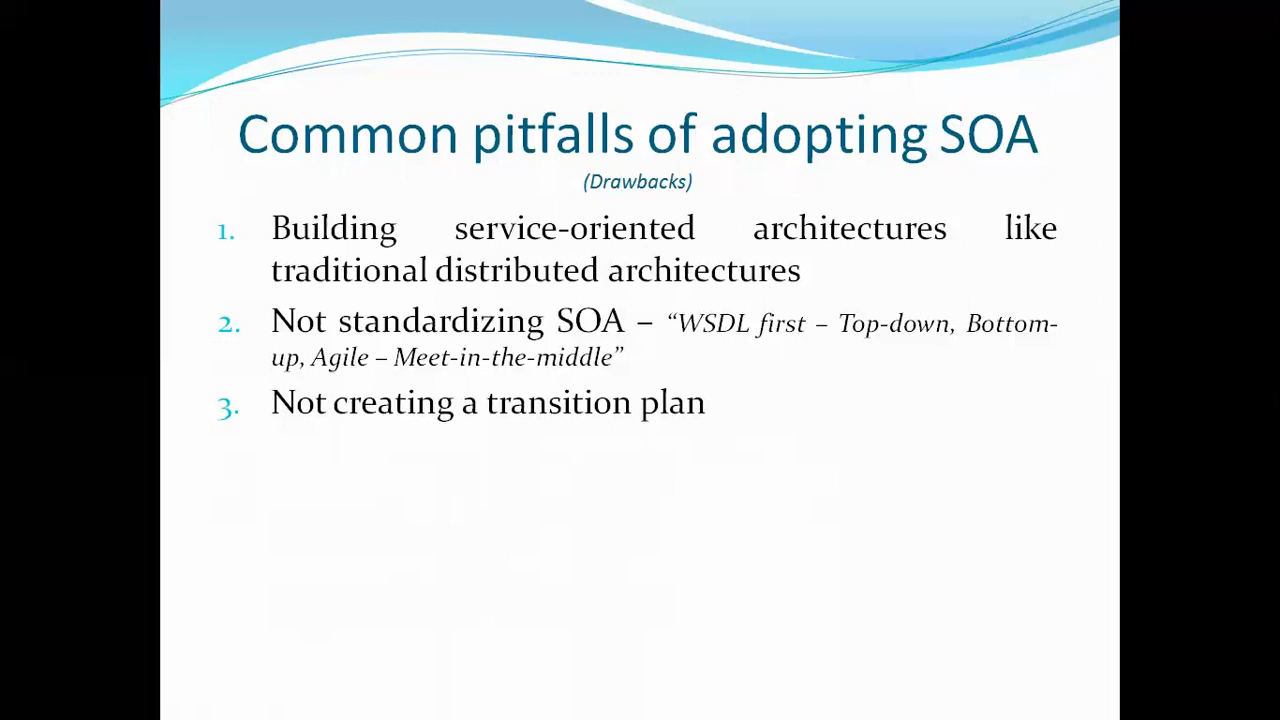 Common pitfalls of adopting SOA
(Drawbacks)
1. Building service-oriented architectures like
traditional distributed architectures
2. Not standardizing SOA – “WSDL first – Top-down, Bottom-
up, Agile – Meet-in-the-middle”
3. Not creating a transition plan